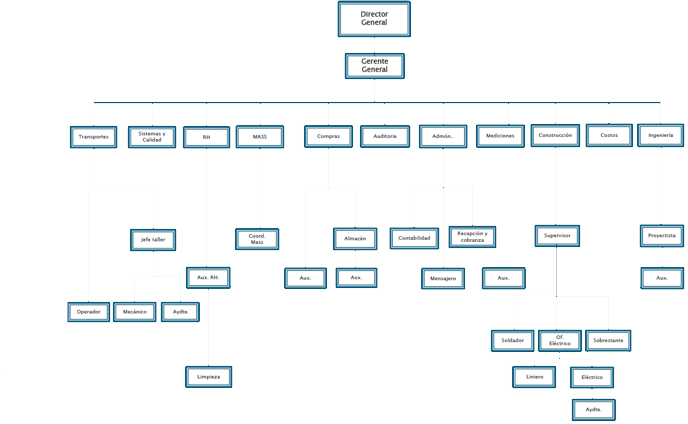 Director
General
Gerente
General
Transportes
Sistemas y
Calidad
RH
MASS
Compras
Auditoria
Admón..
Mediciones
Construcción
Costos
Ingeniería
Jefe taller
Coord.
Mass
Almacén
Contabilidad
Recepción y
cobranza
Supervisor
Proyectista
Aux. RH.
Aux.
Aux.
Mensajero
Aux.
Aux.
Operador
Mecánico
Aydte.
Soldador
Of.
Eléctrico
Sobrestante
Limpieza
Liniero
Eléctrico
Aydte.